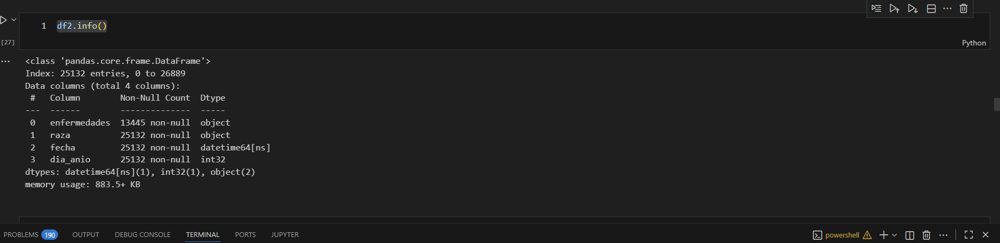 1 df2.info()
[27]
Python
<class 'pandas.core.frame.DataFrame'>
Index: 25132 entries, 0 to 26889
Data columns (total 4 columns):
 #   Column        Non-Null Count  Dtype
---  ------        --------------  -----
 0   enfermedades  13445 non-null  object
 1   raza          25132 non-null  object
 2   fecha         25132 non-null  datetime64[ns]
 3   dia_anio      25132 non-null  int32
dtypes: datetime64[ns](1), int32(1), object(2)
memory usage: 883.5+ KB
PROBLEMS 190 OUTPUT DEBUG CONSOLE TERMINAL PORTS JUPYTER powershell